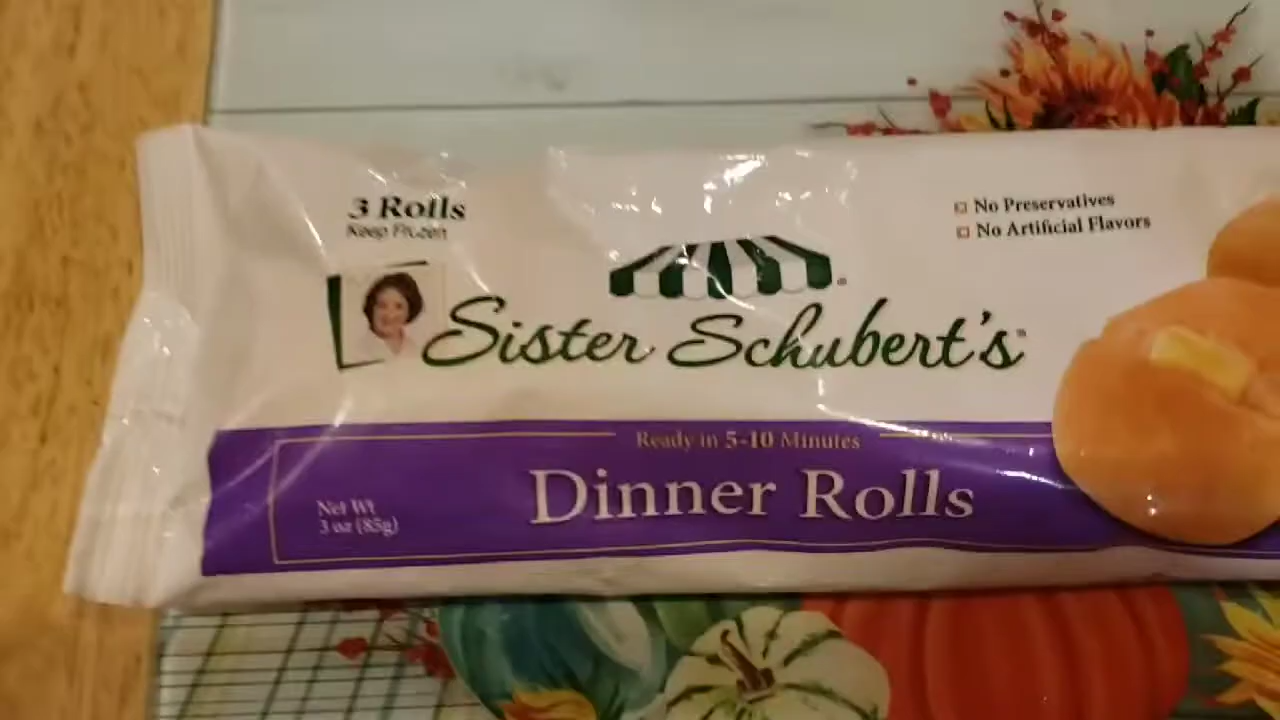 3 Rolls
Keep Frozen
No Preservatives
No Artificial Flavors
Sister Schubert's
Ready in 5-10 Minutes
Dinner Rolls
Net Wt
3 oz (85g)